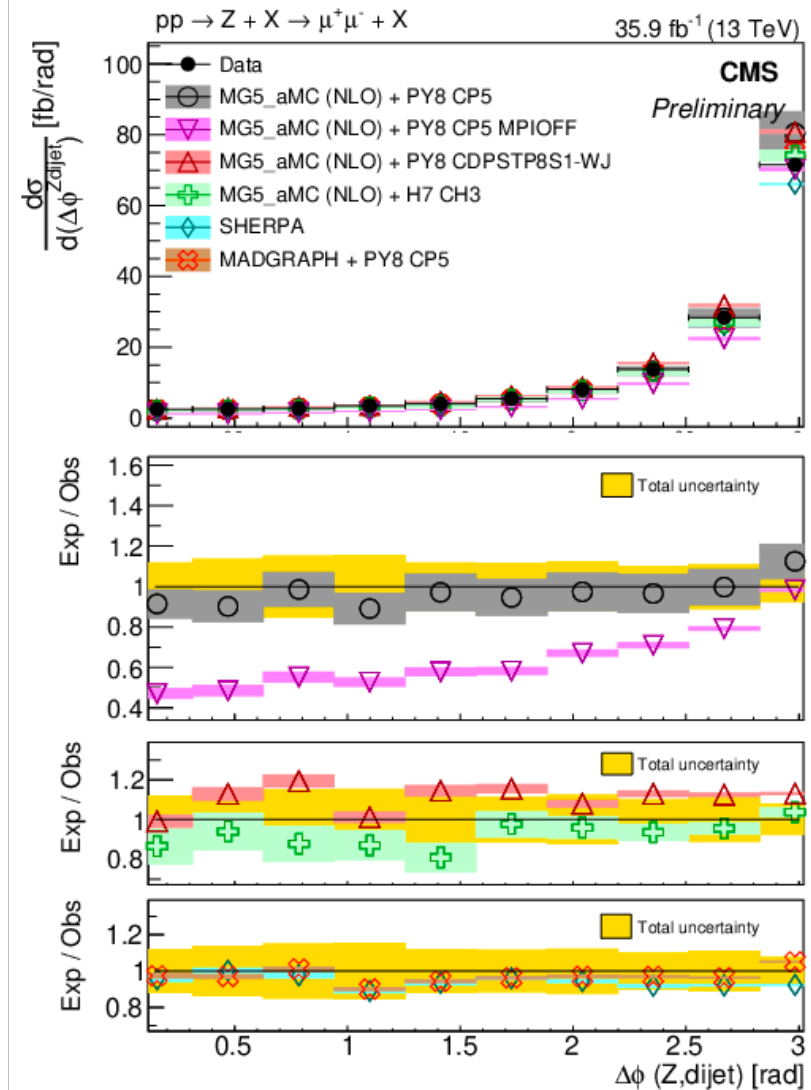 pp → Z + X → μ⁺μ⁻ + X
35.9 fb⁻¹ (13 TeV)
dσ
d(Δϕ^Zdijet)
[fb/rad]
100
80
60
40
20
0
CMS
Preliminary
Data
MG5_aMC (NLO) + PY8 CP5
MG5_aMC (NLO) + PY8 CP5 MPIOFF
MG5_aMC (NLO) + PY8 CDPSTP8S1-WJ
MG5_aMC (NLO) + H7 CH3
SHERPA
MADGRAPH + PY8 CP5
Exp / Obs
1.6
1.4
1.2
1
0.8
0.6
0.4
Total uncertainty
Exp / Obs
1.2
1
0.8
Total uncertainty
Exp / Obs
1.2
1
0.8
Total uncertainty
0.5 1 1.5 2 2.5 3
Δϕ (Z,dijet) [rad]